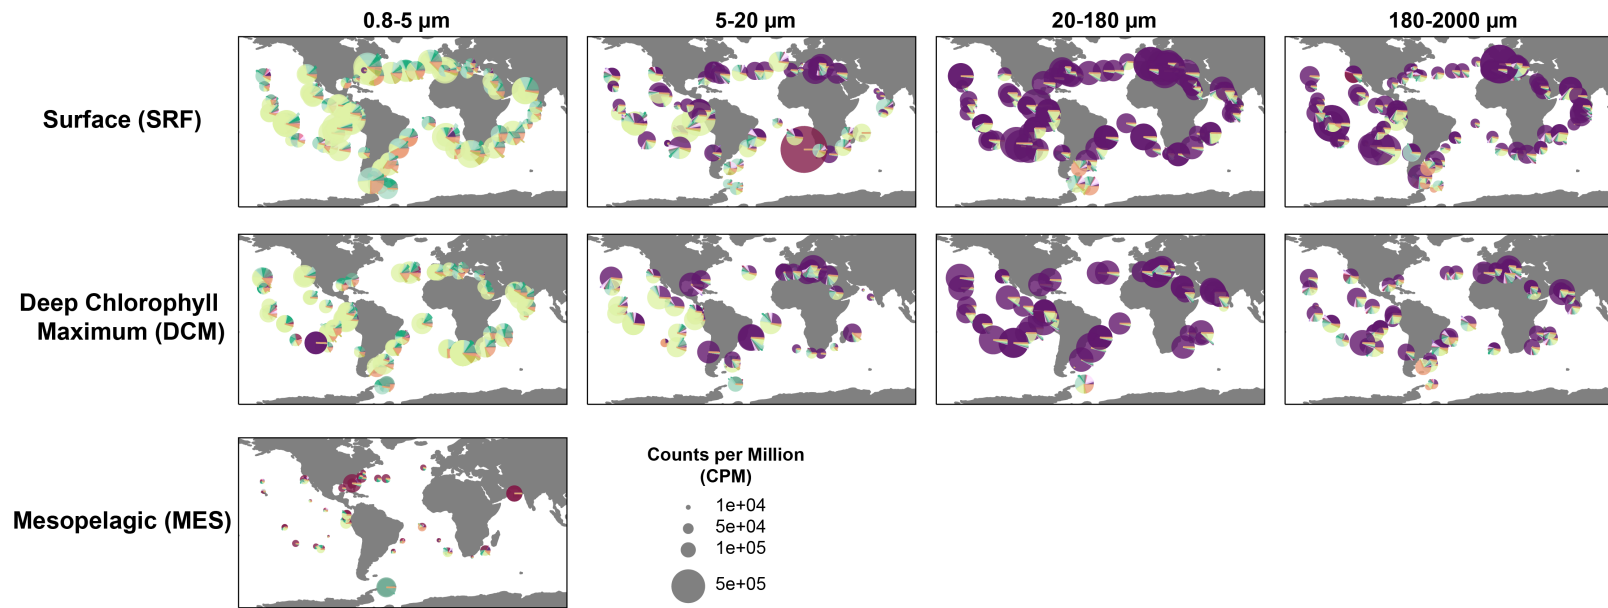 0.8-5 µm
5-20 µm
20-180 µm
180-2000 µm
Surface (SRF)
Deep Chlorophyll
Maximum (DCM)
Mesopelagic (MES)
Counts per Million
(CPM)
1e+04
5e+04
1e+05
5e+05